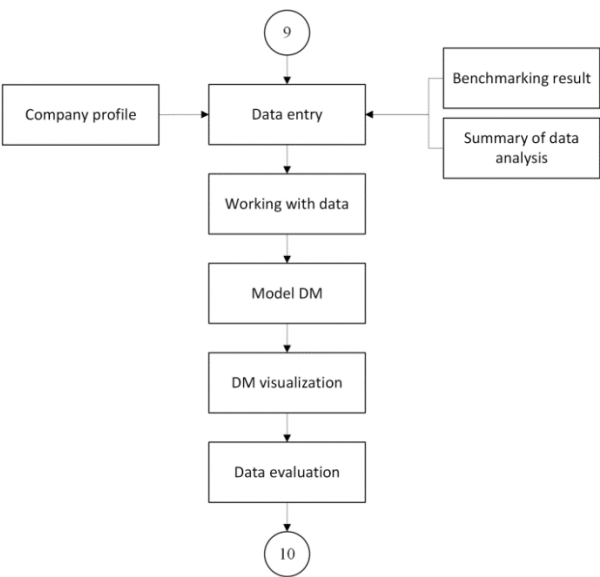 9
Company profile
Data entry
Benchmarking result
Summary of data
analysis
Working with data
Model DM
DM visualization
Data evaluation
10